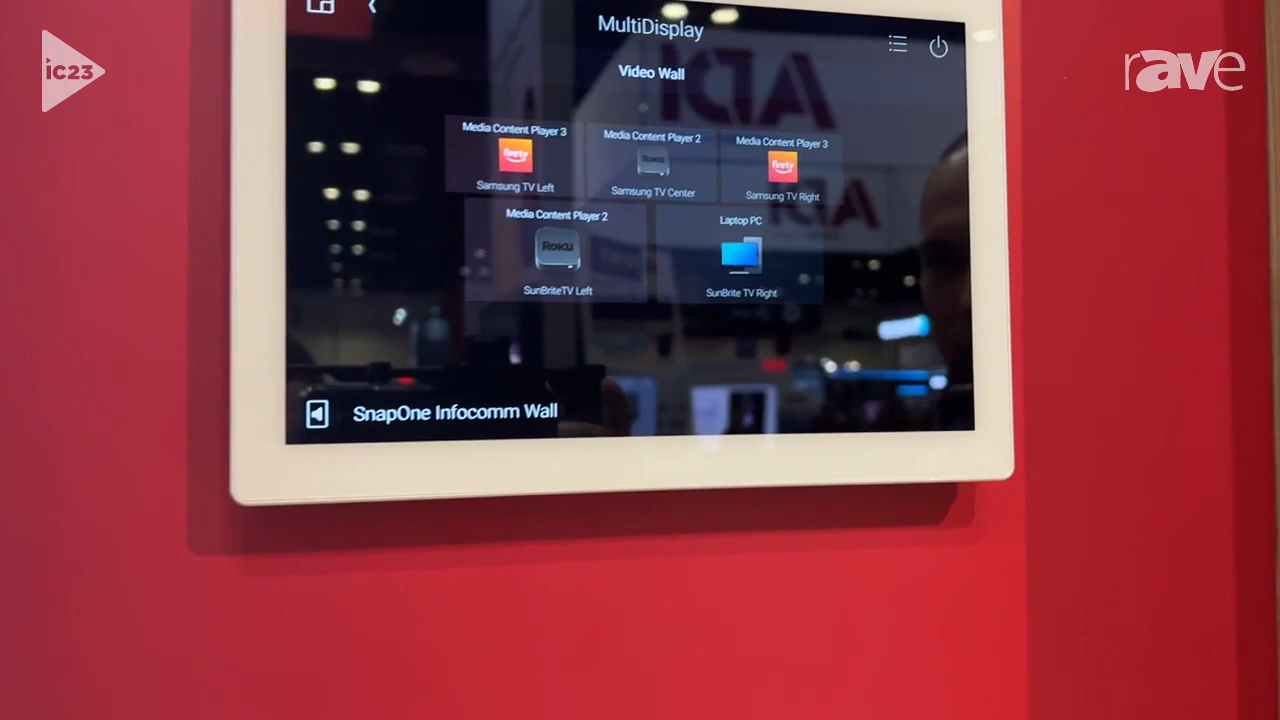 iC23
rAVe
MultiDisplay
Video Wall
Media Content Player 3
firetv
Samsung TV Left
Media Content Player 2
Roku
Samsung TV Center
Media Content Player 3
firetv
Samsung TV Right
Media Content Player 2
Roku
SunBriteTV Left
Laptop PC
SunBrite TV Right
SnapOne Infocomm Wall